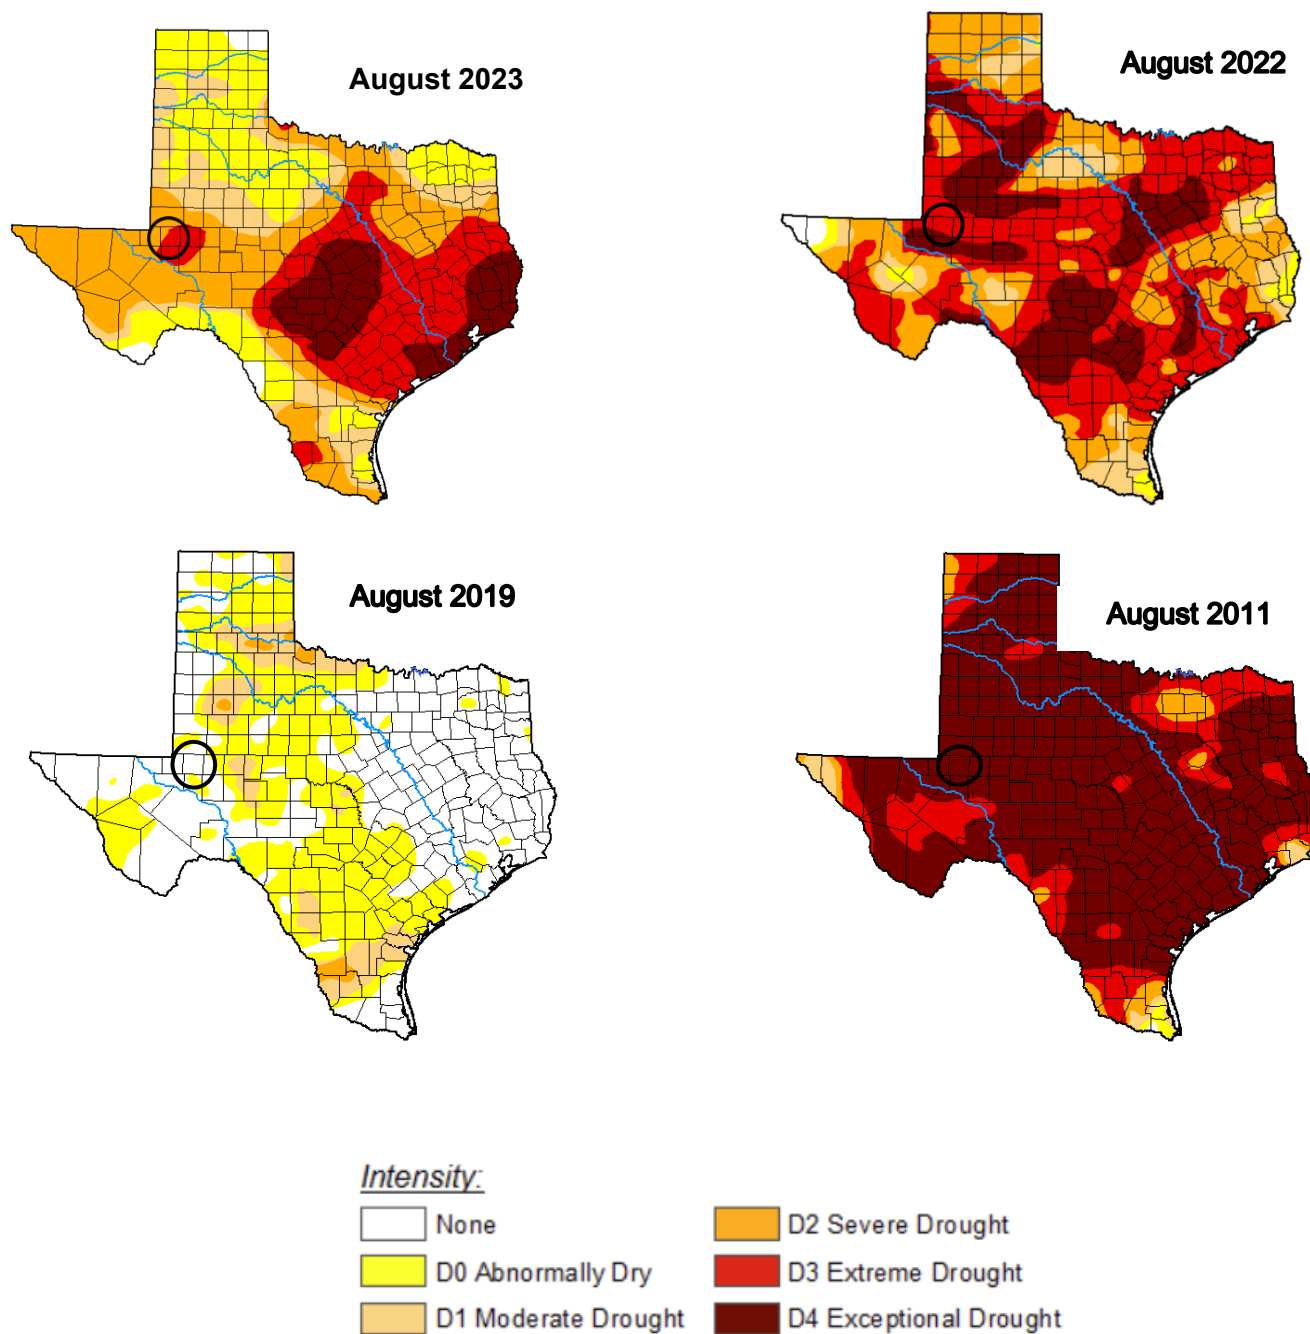 August 2023
August 2022
August 2019
August 2011
Intensity:
None
D0 Abnormally Dry
D1 Moderate Drought
D2 Severe Drought
D3 Extreme Drought
D4 Exceptional Drought